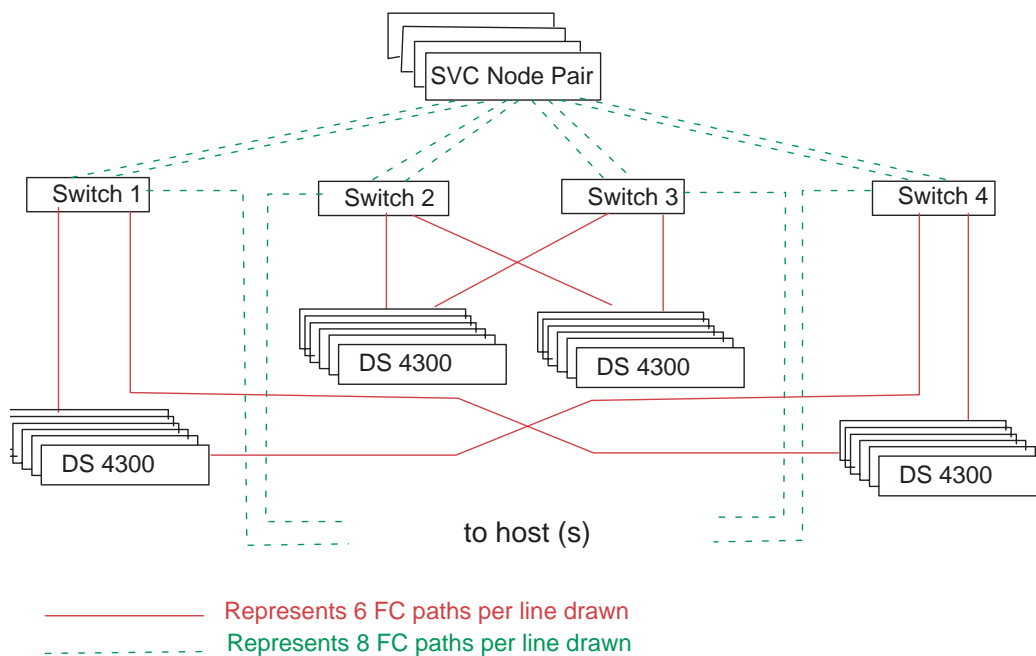 SVC Node Pair
Switch 1
Switch 2
Switch 3
Switch 4
DS 4300
DS 4300
DS 4300
DS 4300
to host (s)
Represents 6 FC paths per line drawn
Represents 8 FC paths per line drawn